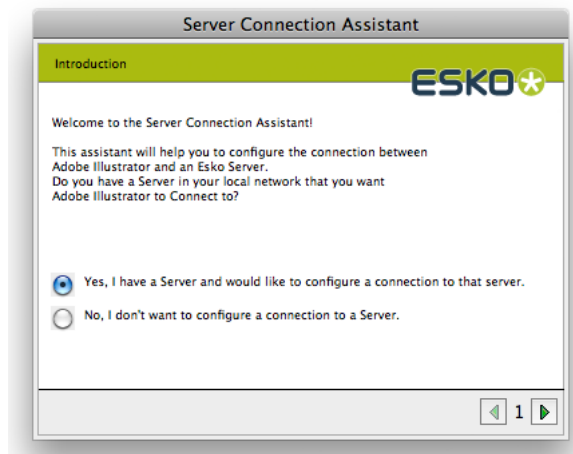 Server Connection Assistant
Introduction
ESKO
Welcome to the Server Connection Assistant!
This assistant will help you to configure the connection between
Adobe Illustrator and an Esko Server.
Do you have a Server in your local network that you want
Adobe Illustrator to Connect to?
Yes, I have a Server and would like to configure a connection to that server.
No, I don't want to configure a connection to a Server.
1